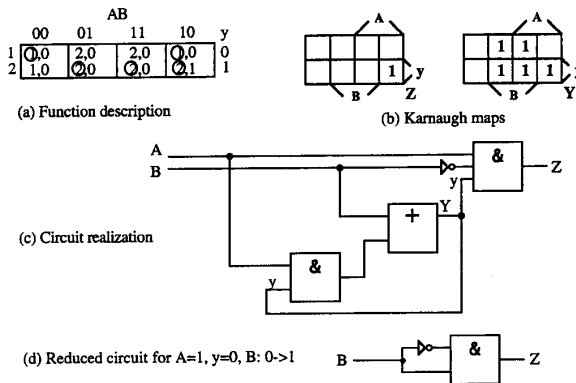 AB
00 01 11 10 y
1 1,0 2,0 2,0 1,0 0
2 1,0 2,0 2,0 2,1 1
(a) Function description
A
1
y
B Z
A
1 1
1 1 1 y
B Y
(b) Karnaugh maps
A
B
&
y
Z
+
Y
(c) Circuit realization
&
y
(d) Reduced circuit for A=1, y=0, B: 0->1
B
&
Z